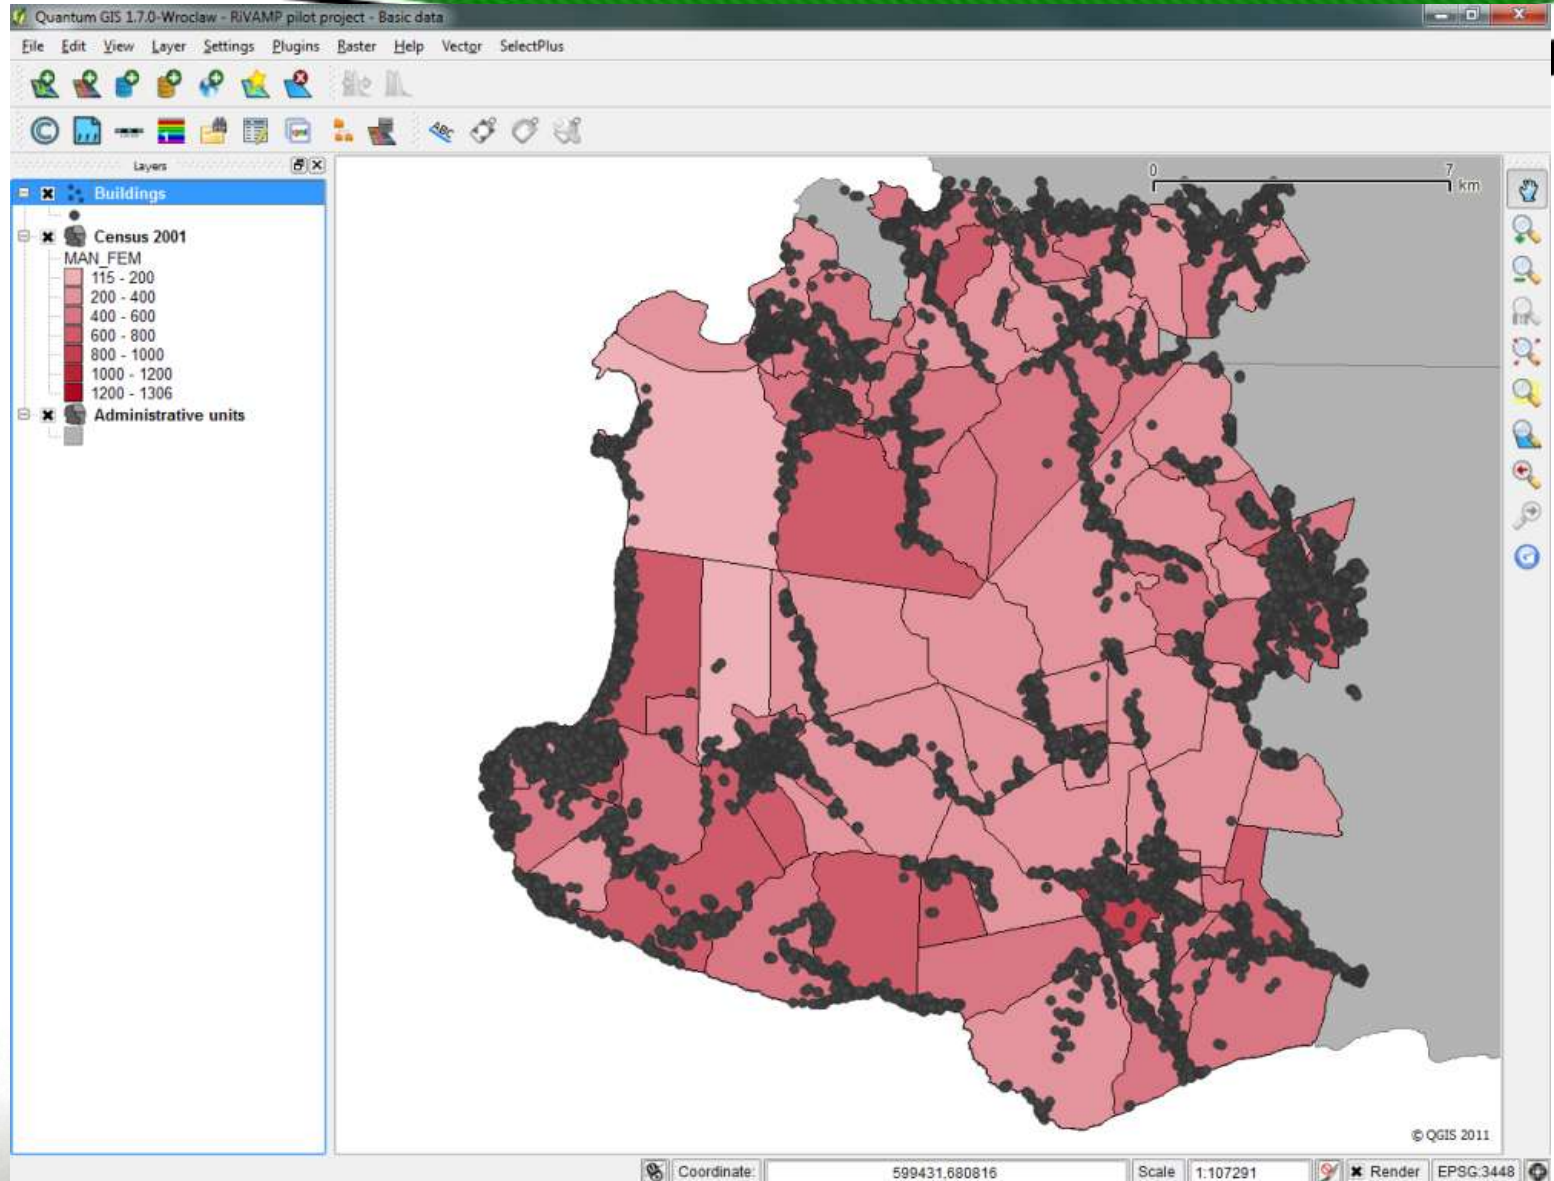 Quantum GIS 1.7.0-Wroclaw - RiVAMP pilot project - Basic data
File Edit View Layer Settings Plugins Raster Help Vector SelectPlus
ABC
Layers
Buildings
Census 2001
MAN_FEM
115 - 200
200 - 400
400 - 600
600 - 800
800 - 1000
1000 - 1200
1200 - 1306
Administrative units
0 7
km
© QGIS 2011
Coordinate: 599431,680816 Scale 1:107291 Render EPSG:3448